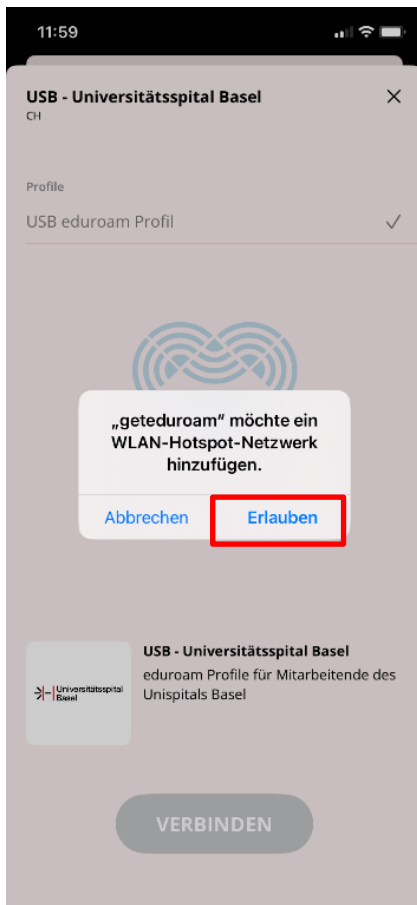 11:59
USB - Universitätsspital Basel
CH
Profile
USB eduroam Profil
„geteduroam“ möchte ein
WLAN-Hotspot-Netzwerk
hinzufügen.
Abbrechen
Erlauben
USB - Universitätsspital Basel
eduroam Profile für Mitarbeitende des
Unispitals Basel
Universitätsspital
Basel
VERBINDEN